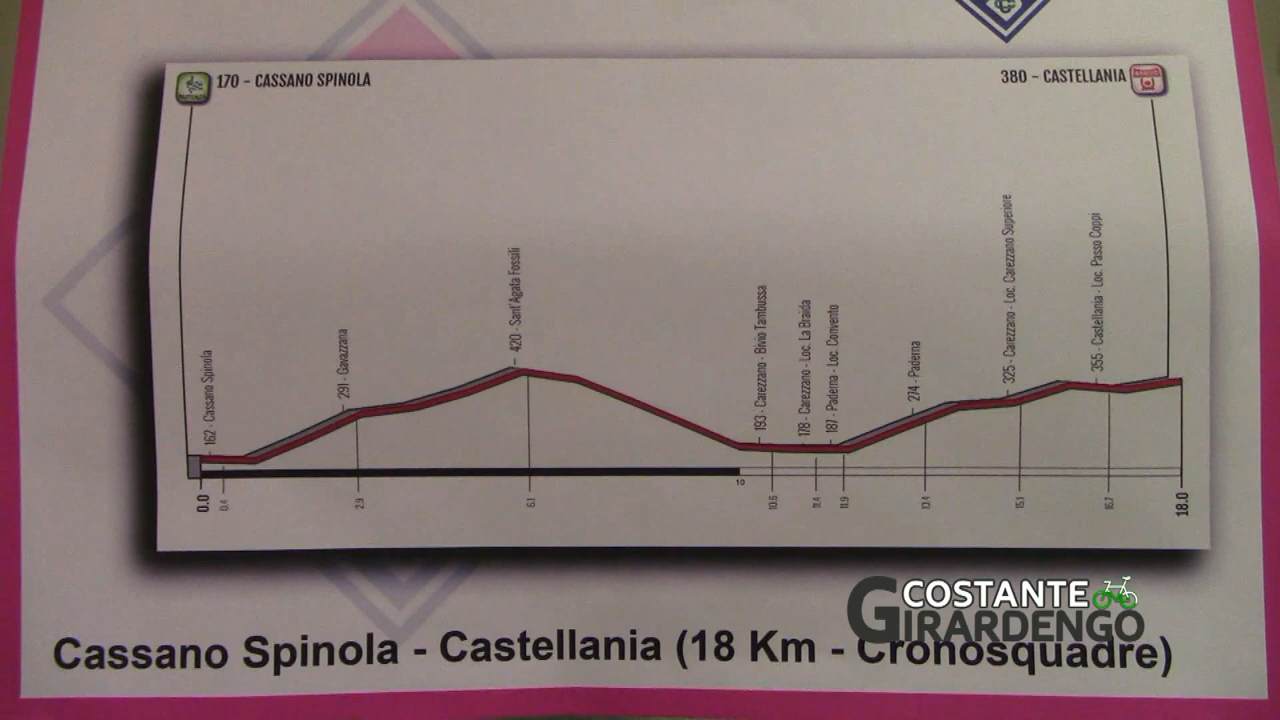 170 - CASSANO SPINOLA
380 - CASTELLANIA
162 - Cassano Spinola
291 - Gavazzana
420 - Sant'Agata Fossili
193 - Carezzano - Bivio Tambussa
178 - Carezzano - Loc. La Braida
187 - Paderna - Loc. Convento
274 - Paderna
325 - Carezzano - Loc. Carezzano Superiore
355 - Castellania - Loc. Passo Coppi
10
0.0
0.4
2.9
6.1
10.6
11.4
11.9
13.4
15.1
16.7
18.0
COSTANTE
GIRARDENGO
Cassano Spinola - Castellania (18 Km - Cronosquadre)